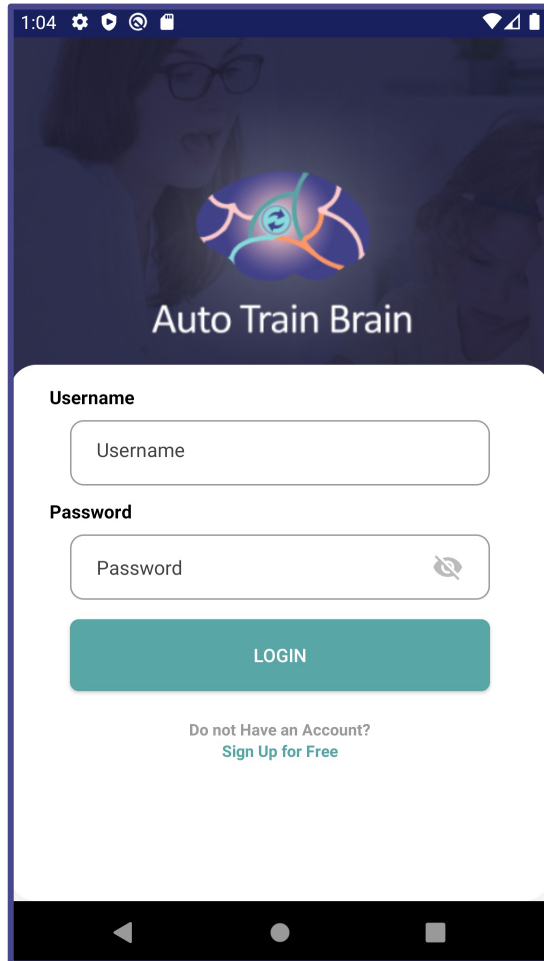 1:04
Auto Train Brain
Username
Username
Password
Password
LOGIN
Do not Have an Account?
Sign Up for Free